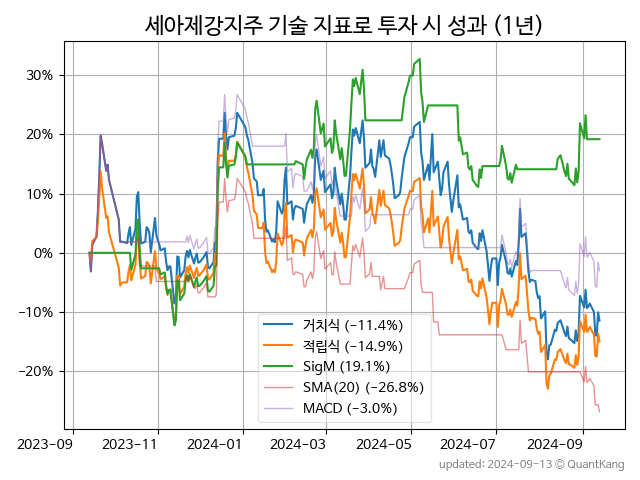 세아제강지주 기술 지표로 투자 시 성과 (1년)
30%
20%
10%
0%
−10%
−20%
거치식 (−11.4%)
적립식 (−14.9%)
SigM (19.1%)
SMA(20) (−26.8%)
MACD (−3.0%)
2023-09
2023-11
2024-01
2024-03
2024-05
2024-07
2024-09
updated: 2024-09-13 ⓒ QuantKang